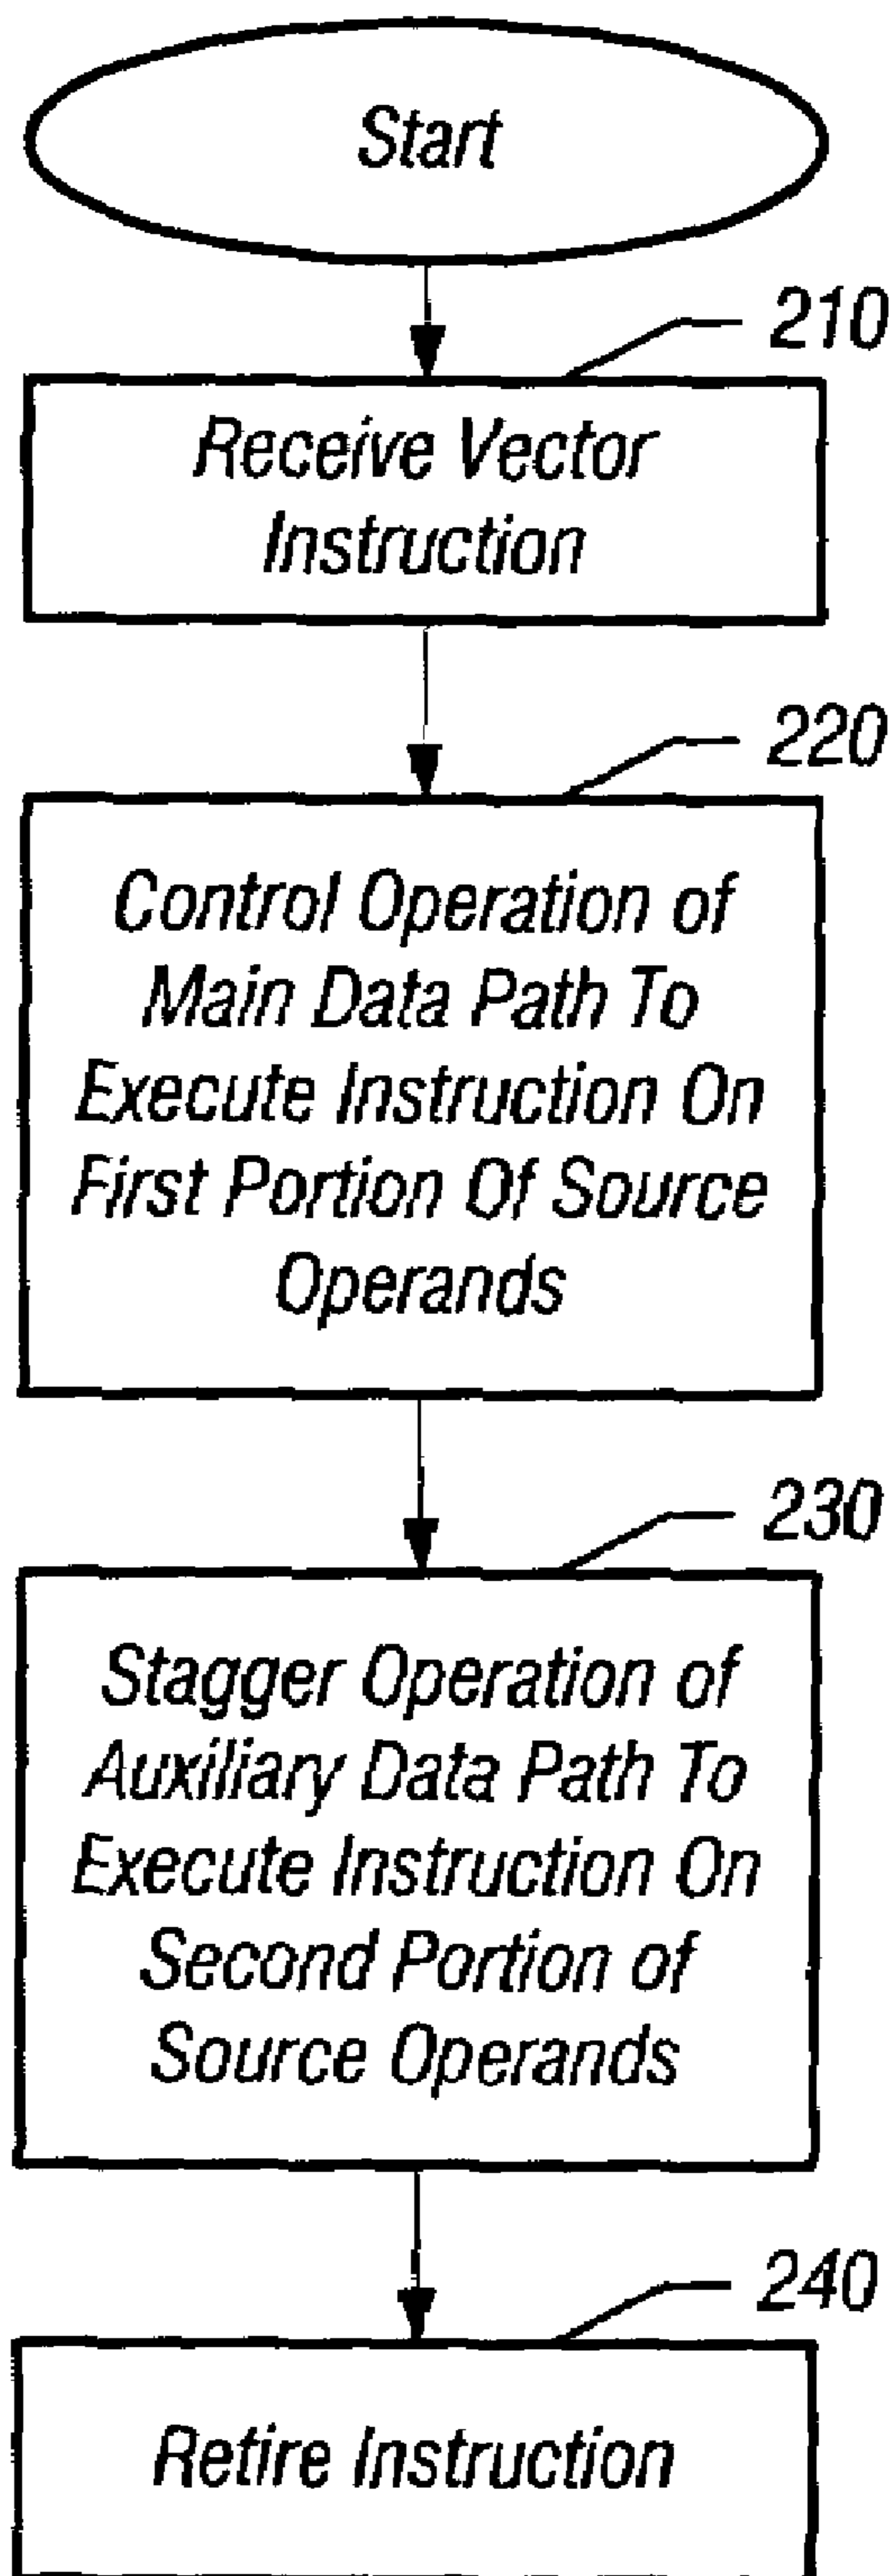 Start
210
Receive Vector
Instruction
220
Control Operation of
Main Data Path To
Execute Instruction On
First Portion Of Source
Operands
230
Stagger Operation of
Auxiliary Data Path To
Execute Instruction On
Second Portion of
Source Operands
240
Retire Instruction